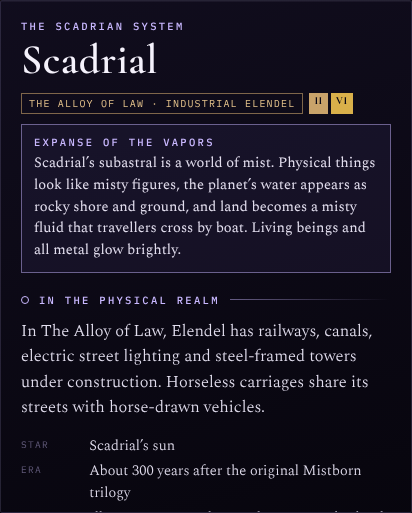 THE SCADRIAN SYSTEM
Scadrial
THE ALLOY OF LAW · INDUSTRIAL ELENDEL II VI
EXPANSE OF THE VAPORS
Scadrial’s subastral is a world of mist. Physical things
look like misty figures, the planet’s water appears as
rocky shore and ground, and land becomes a misty
fluid that travellers cross by boat. Living beings and
all metal glow brightly.
IN THE PHYSICAL REALM
In The Alloy of Law, Elendel has railways, canals,
electric street lighting and steel-framed towers
under construction. Horseless carriages share its
streets with horse-drawn vehicles.
STAR Scadrial’s sun
ERA About 300 years after the original Mistborn
trilogy